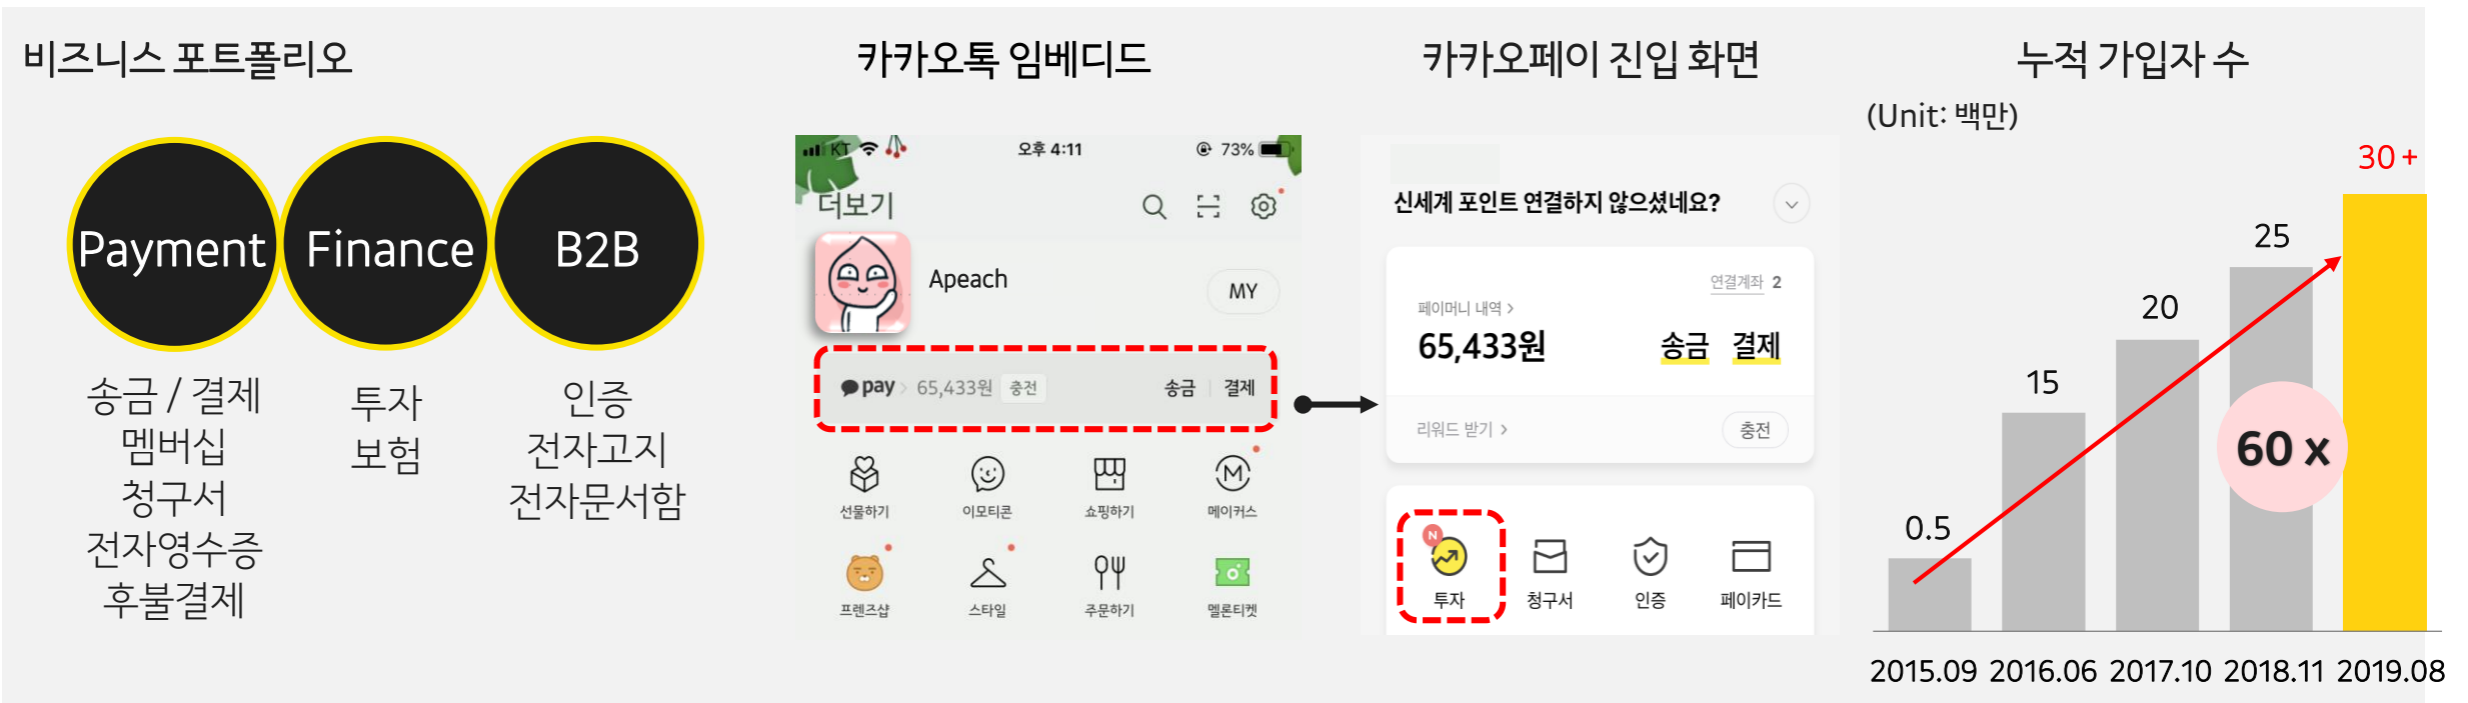 비즈니스 포트폴리오
Payment
Finance
B2B
송금 / 결제
멤버십
청구서
전자영수증
후불결제
투자
보험
인증
전자고지
전자문서함
카카오톡 임베디드
KT
오후 4:11
73%
더보기
Apeach
MY
pay > 65,433원 충전 송금 결제
선물하기 이모티콘 쇼핑하기 메이커스
프렌즈샵 스타일 주문하기 멜론티켓
카카오페이 진입 화면
신세계 포인트 연결하지 않으셨네요?
연결계좌 2
페이머니 내역 >
65,433원 송금 결제
리워드 받기 > 충전
N
투자 청구서 인증 페이카드
누적 가입자 수
(Unit: 백만)
0.5
15
20
25
30+
60 x
2015.09 2016.06 2017.10 2018.11 2019.08